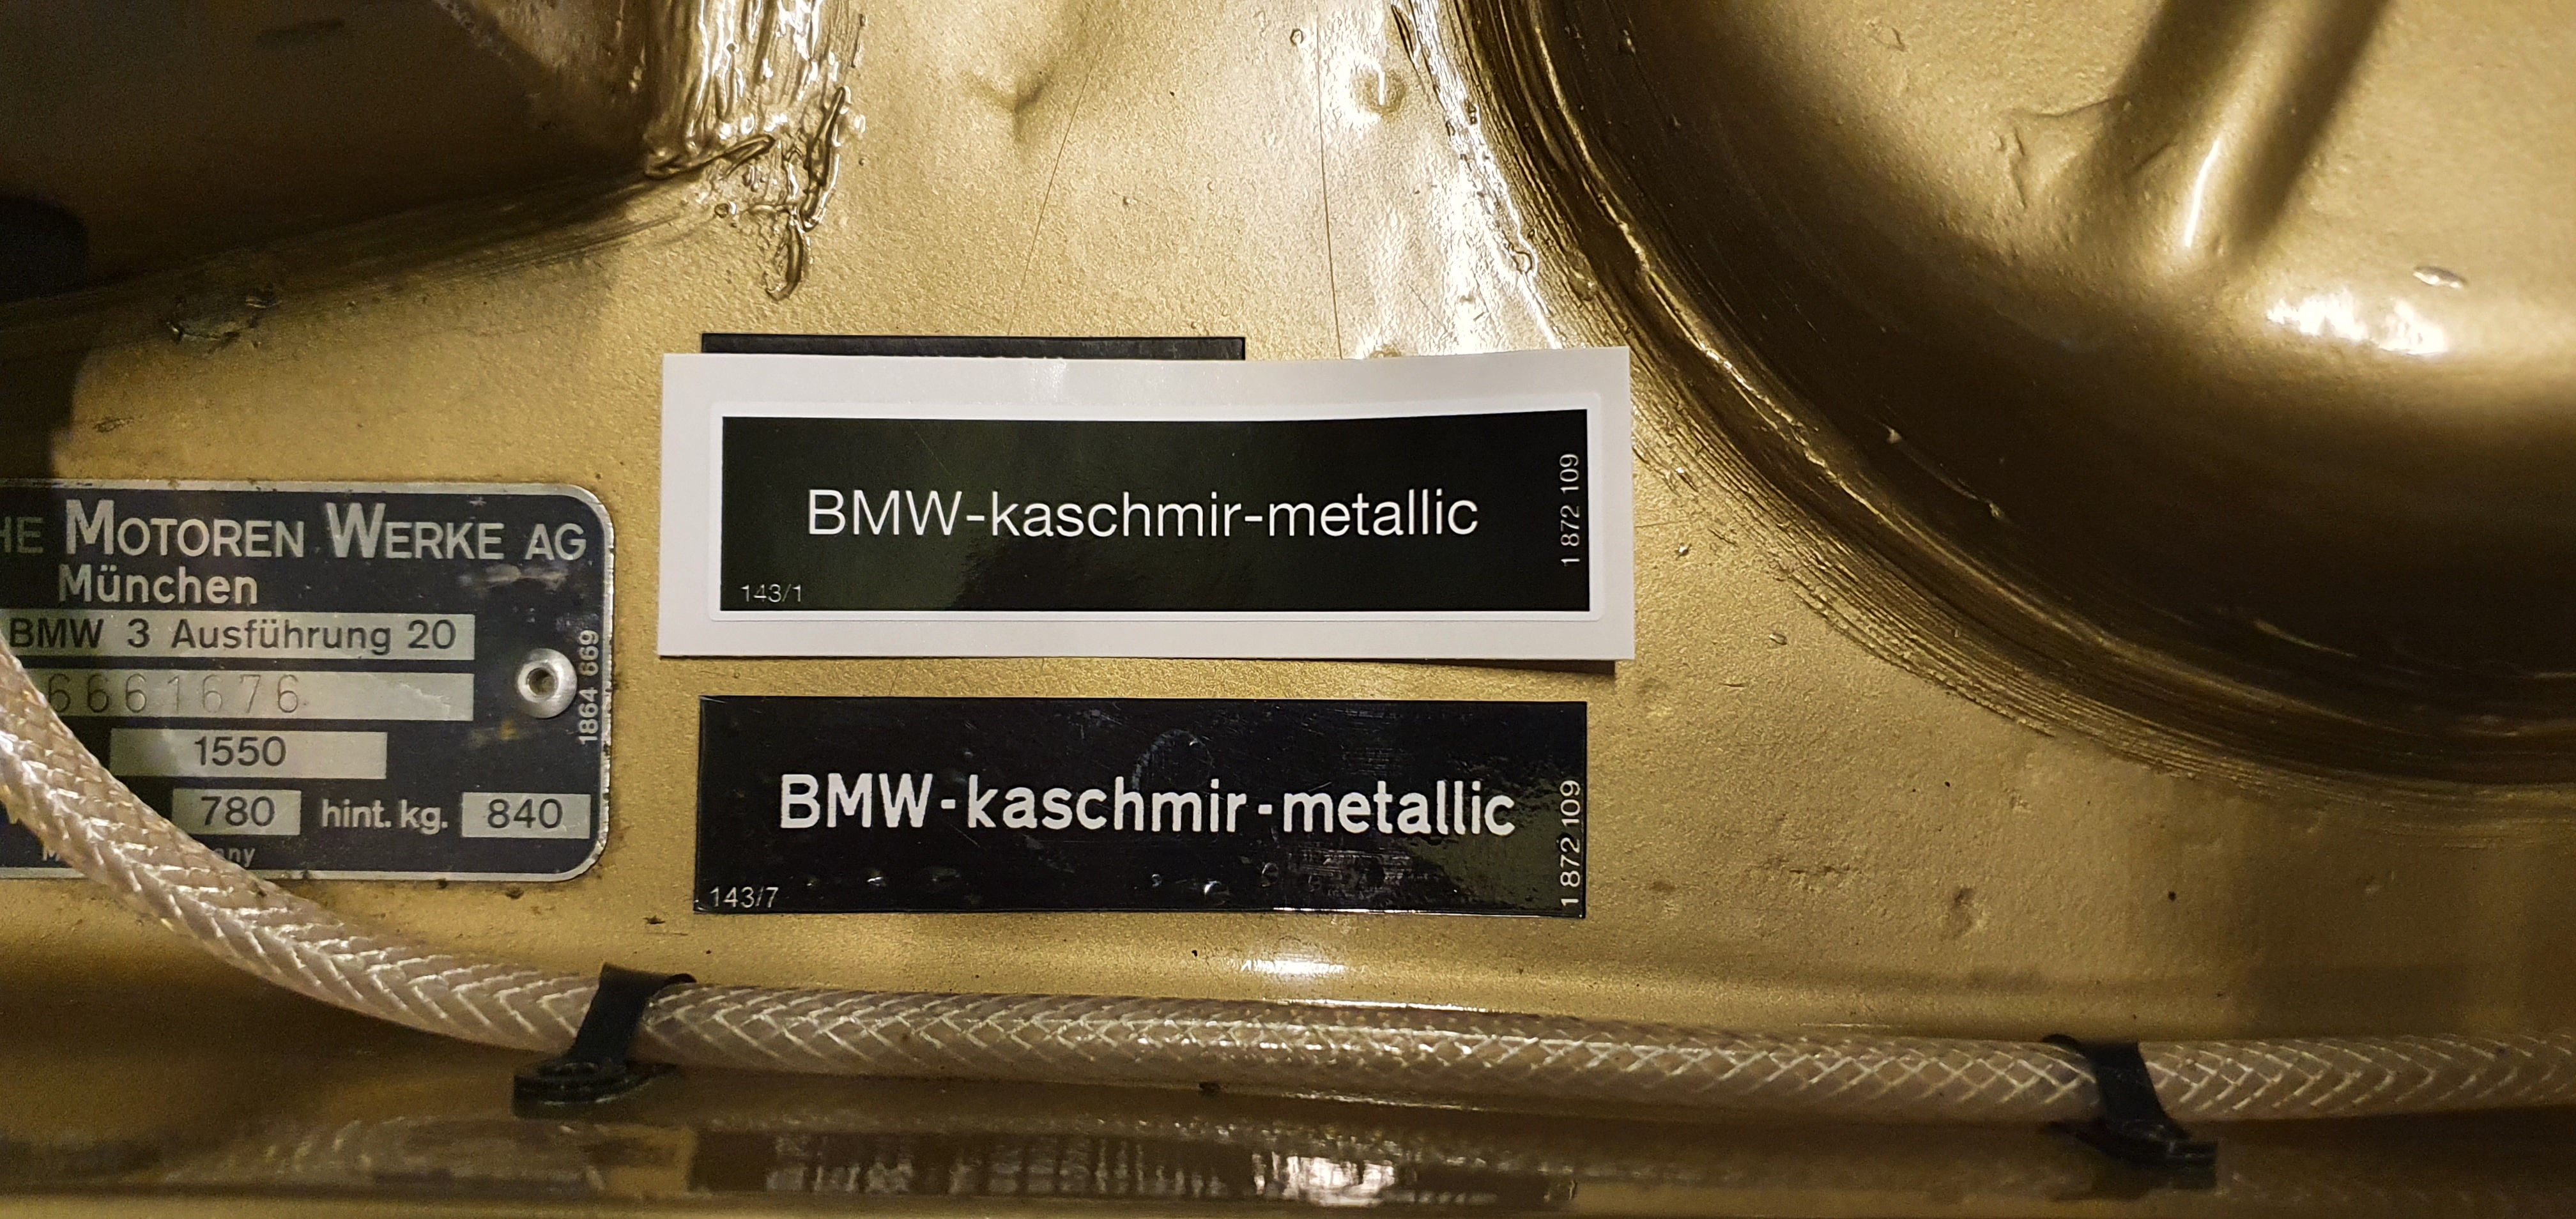 HE MOTOREN WERKE AG
München
BMW 3 Ausführung 20
6661676
1550
780 hint. kg. 840
any
1864 669
BMW-kaschmir-metallic
143/1
1 872 109
BMW-kaschmir-metallic
143/7
1 872 109